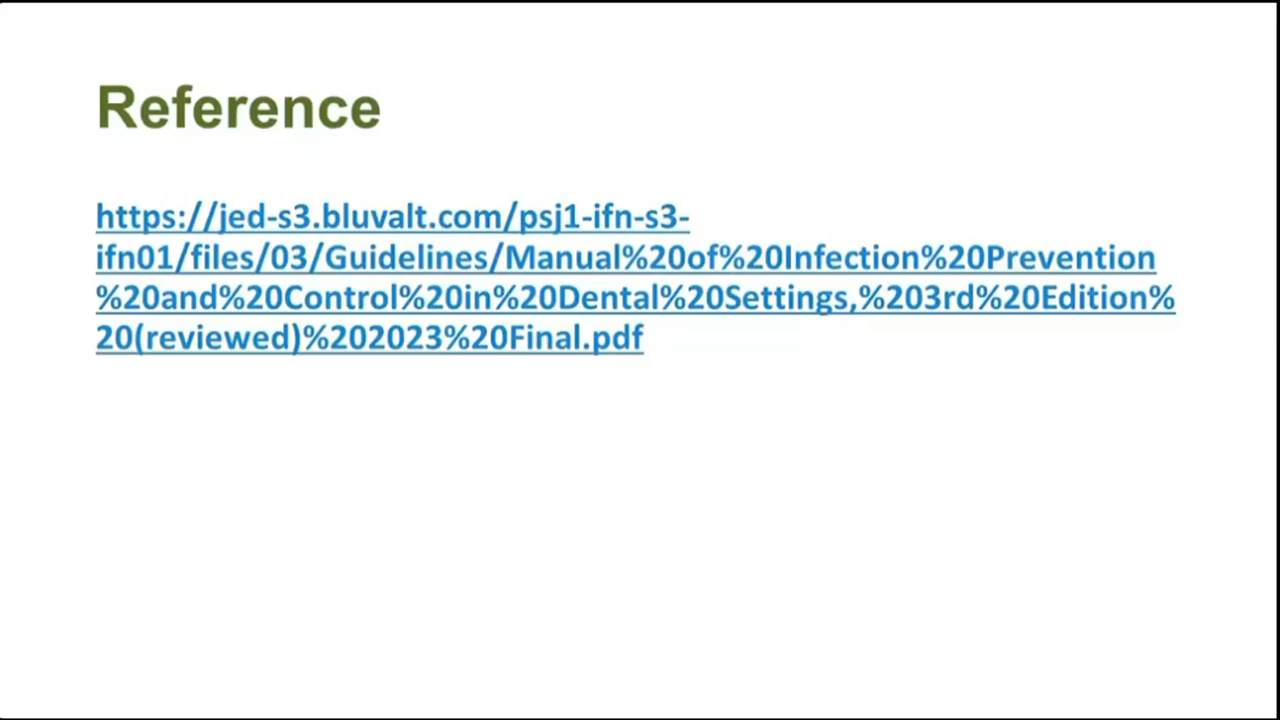 Reference
https://jed-s3.bluvalt.com/psj1-ifn-s3-
ifn01/files/03/Guidelines/Manual%20of%20Infection%20Prevention
%20and%20Control%20in%20Dental%20Settings,%203rd%20Edition%
20(reviewed)%202023%20Final.pdf